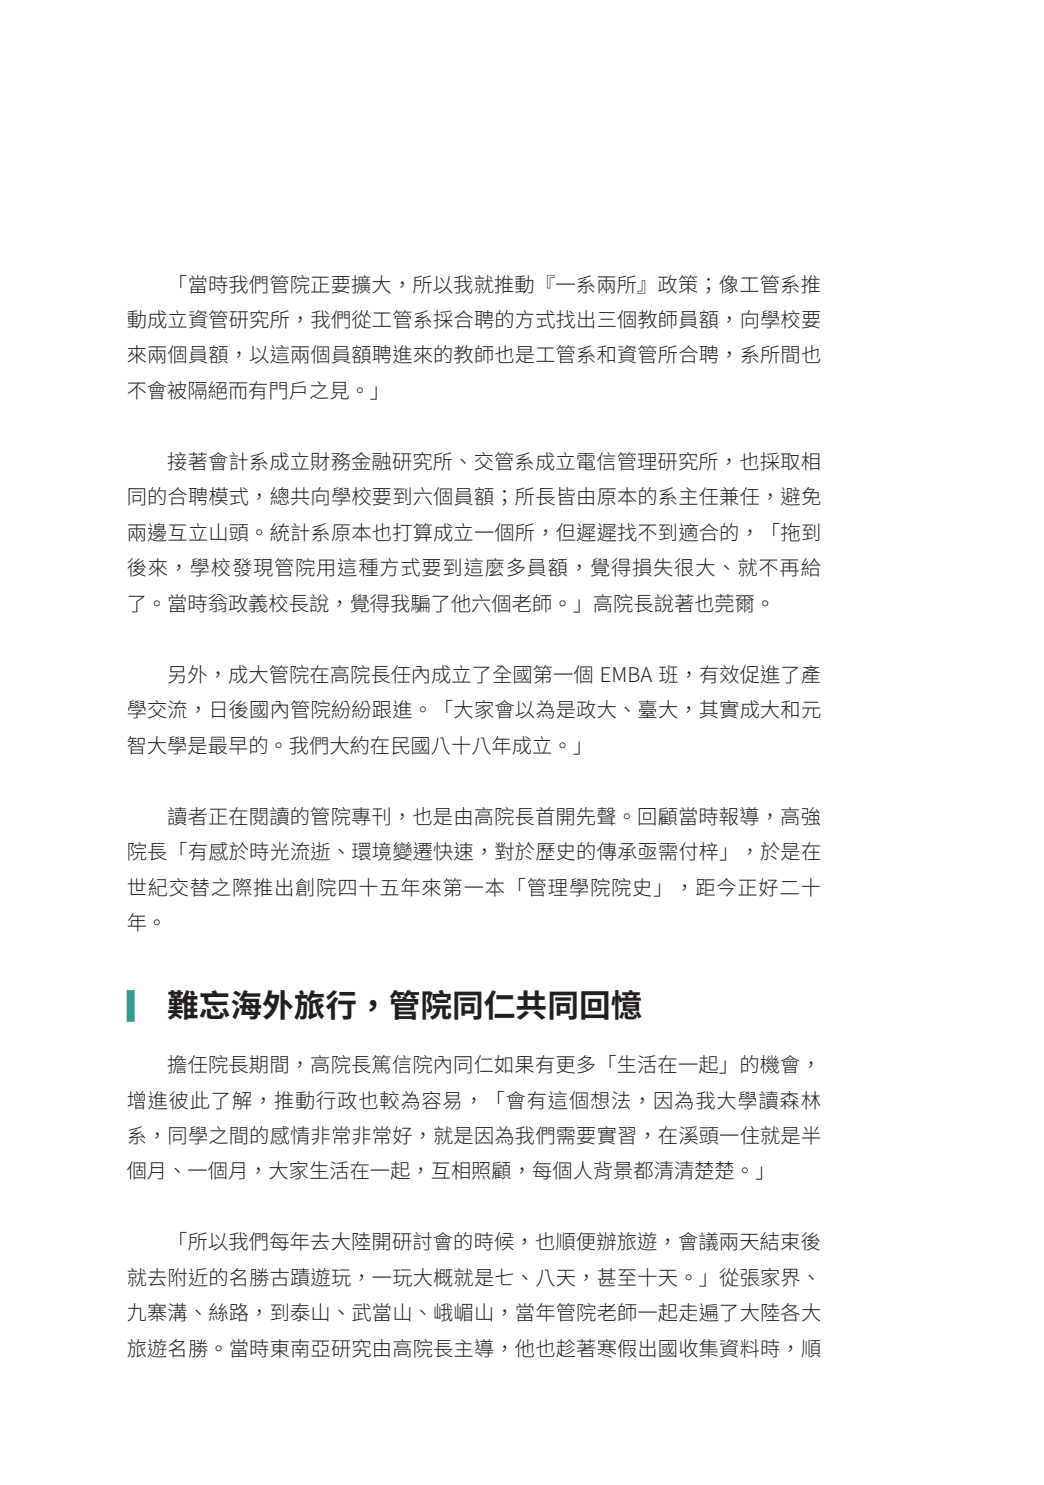 「當時我們管院正要擴大，所以我就推動『一系兩所』政策；像工管系推
動成立資管研究所，我們從工管系採合聘的方式找出三個教師員額，向學校要
來兩個員額，以這兩個員額聘進來的教師也是工管系和資管所合聘，系所間也
不會被隔絕而有門戶之見。」
接著會計系成立財務金融研究所、交管系成立電信管理研究所，也採取相
同的合聘模式，總共向學校要到六個員額；所長皆由原本的系主任兼任，避免
兩邊互立山頭。統計系原本也打算成立一個所，但遲遲找不到適合的，「拖到
後來，學校發現管院用這種方式要到這麼多員額，覺得損失很大、就不再給
了。當時翁政義校長說，覺得我騙了他六個老師。」高院長說著也莞爾。
另外，成大管院在高院長任內成立了全國第一個 EMBA 班，有效促進了產
學交流，日後國內管院紛紛跟進。「大家會以為是政大、臺大，其實成大和元
智大學是最早的。我們大約在民國八十八年成立。」
讀者正在閱讀的管院專刊，也是由高院長首開先聲。回顧當時報導，高強
院長「有感於時光流逝、環境變遷快速，對於歷史的傳承亟需付梓」，於是在
世紀交替之際推出創院四十五年來第一本「管理學院院史」，距今正好二十
年。
難忘海外旅行，管院同仁共同回憶
擔任院長期間，高院長篤信院內同仁如果有更多「生活在一起」的機會，
增進彼此了解，推動行政也較為容易，「會有這個想法，因為我大學讀森林
系，同學之間的感情非常非常好，就是因為我們需要實習，在溪頭一住就是半
個月、一個月，大家生活在一起，互相照顧，每個人背景都清清楚楚。」
「所以我們每年去大陸開研討會的時候，也順便辦旅遊，會議兩天結束後
就去附近的名勝古蹟遊玩，一玩大概就是七、八天，甚至十天。」從張家界、
九寨溝、絲路，到泰山、武當山、峨嵋山，當年管院老師一起走遍了大陸各大
旅遊名勝。當時東南亞研究由高院長主導，他也趁著寒假出國收集資料時，順